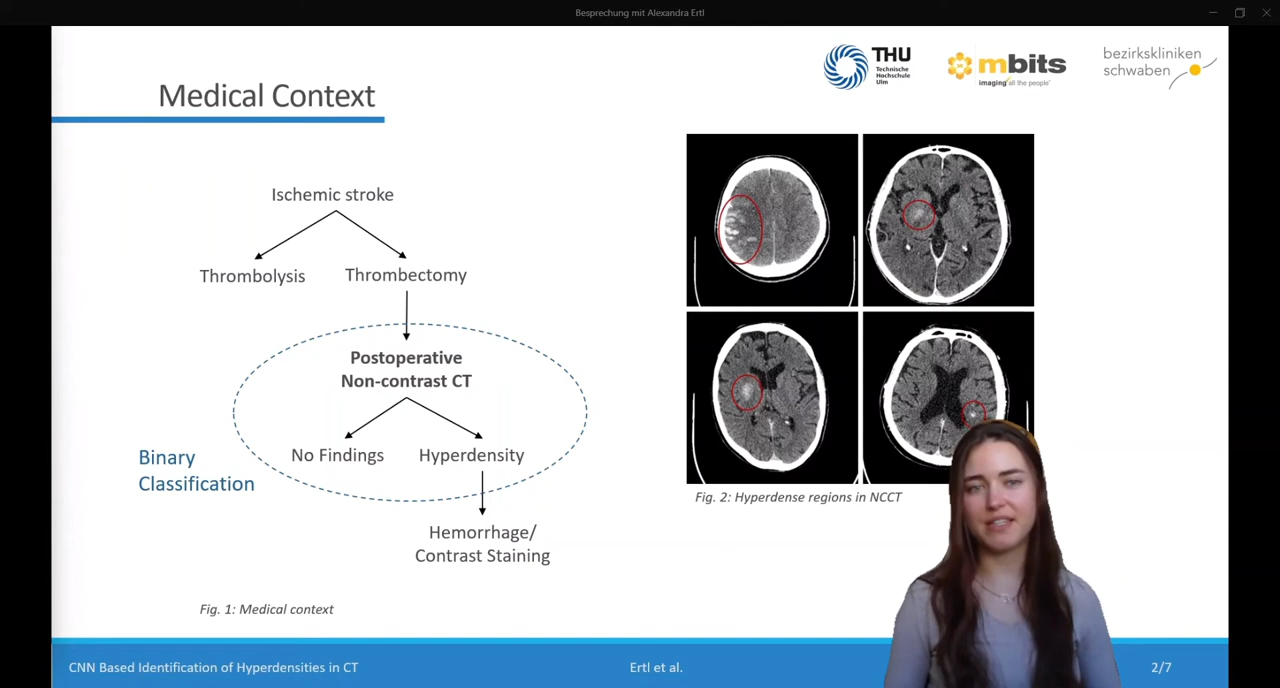 Besprechung mit Alexandra Ertl
THU
Technische
Hochschule
Ulm
mbits
imaging all the people
bezirkskliniken
schwaben
Medical Context
Ischemic stroke
Thrombolysis
Thrombectomy
Postoperative
Non-contrast CT
No Findings
Hyperdensity
Binary
Classification
Hemorrhage/
Contrast Staining
Fig. 1: Medical context
Fig. 2: Hyperdense regions in NCCT
CNN Based Identification of Hyperdensities in CT
Ertl et al.
2/7